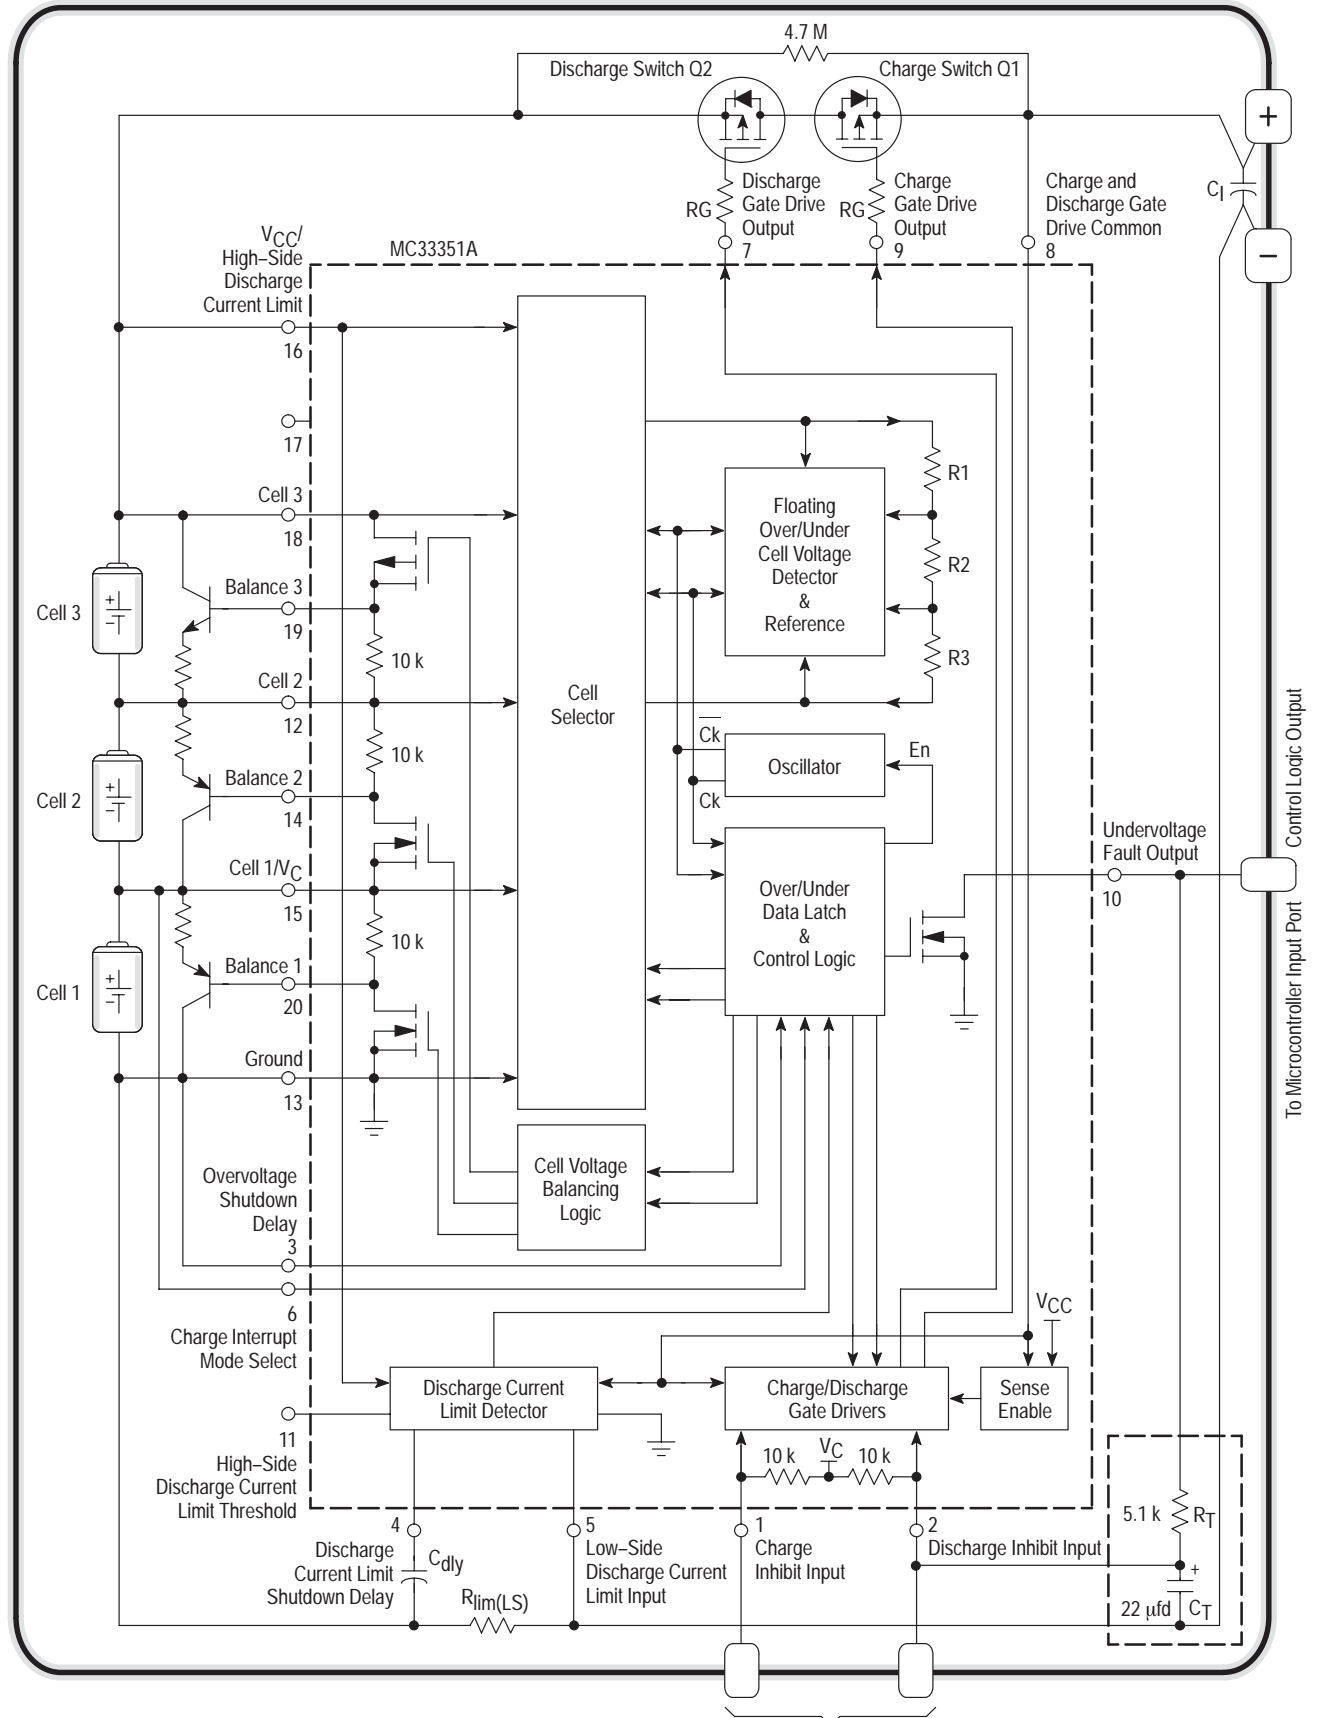 4.7 M
Discharge Switch Q2
Charge Switch Q1
+
CI
−
RG
Discharge
Gate Drive
Output
7
RG
Charge
Gate Drive
Output
9
Charge and
Discharge Gate
Drive Common
8
VCC/
High–Side
Discharge
Current Limit
16
MC33351A
17
Cell 3
18
Balance 3
19
Cell 3
+
−
10 k
Cell 2
12
10 k
Balance 2
14
Cell 2
+
−
Cell 1/VC
15
10 k
Balance 1
20
Cell 1
+
−
Ground
13
Cell
Selector
R1
R2
R3
Floating
Over/Under
Cell Voltage
Detector
&
Reference
Ck
Oscillator
En
Ck
Over/Under
Data Latch
&
Control Logic
Undervoltage
Fault Output
10
Control Logic Output
To Microcontroller Input Port
Cell Voltage
Balancing
Logic
Overvoltage
Shutdown
Delay
3
6
Charge Interrupt
Mode Select
VCC
Discharge Current
Limit Detector
Charge/Discharge
Gate Drivers
Sense
Enable
11
High–Side
Discharge Current
Limit Threshold
10 k
VC
10 k
4
Discharge
Current Limit
Shutdown Delay
Cdly
Rlim(LS)
5
Low–Side
Discharge Current
Limit Input
1
Charge
Inhibit Input
2
Discharge Inhibit Input
5.1 k
RT
+
22 µfd
CT